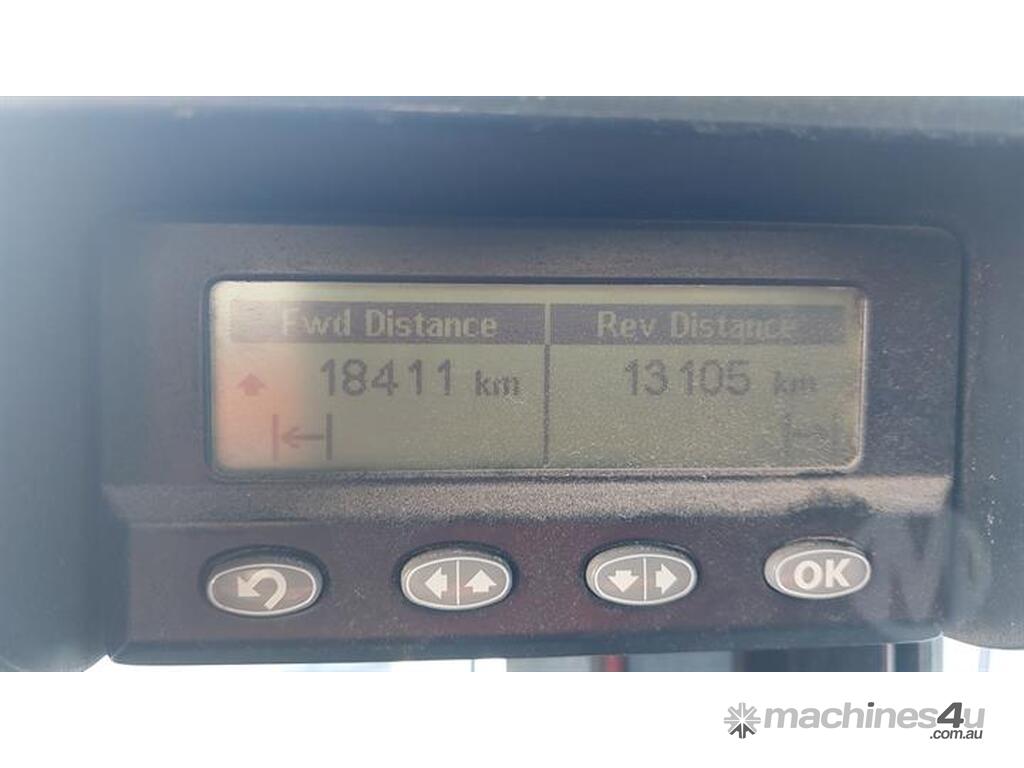 Fwd Distance Rev Distance
18411 km 13105 km
OK
machines4u
.com.au